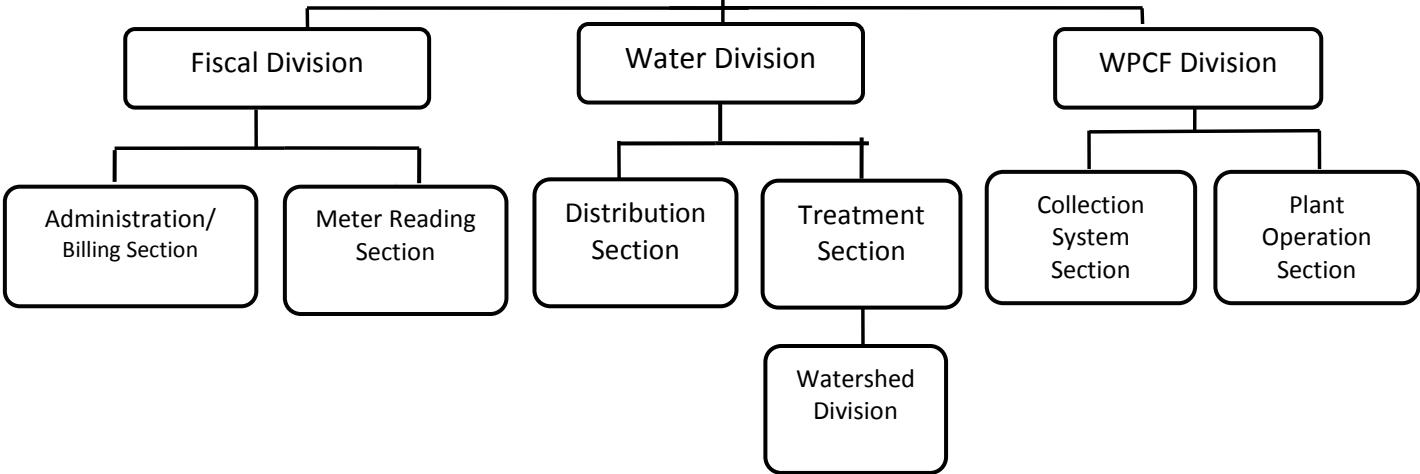 Fiscal Division
Water Division
WPCF Division
Administration/
Billing Section
Meter Reading
Section
Distribution
Section
Treatment
Section
Collection
System
Section
Plant
Operation
Section
Watershed
Division